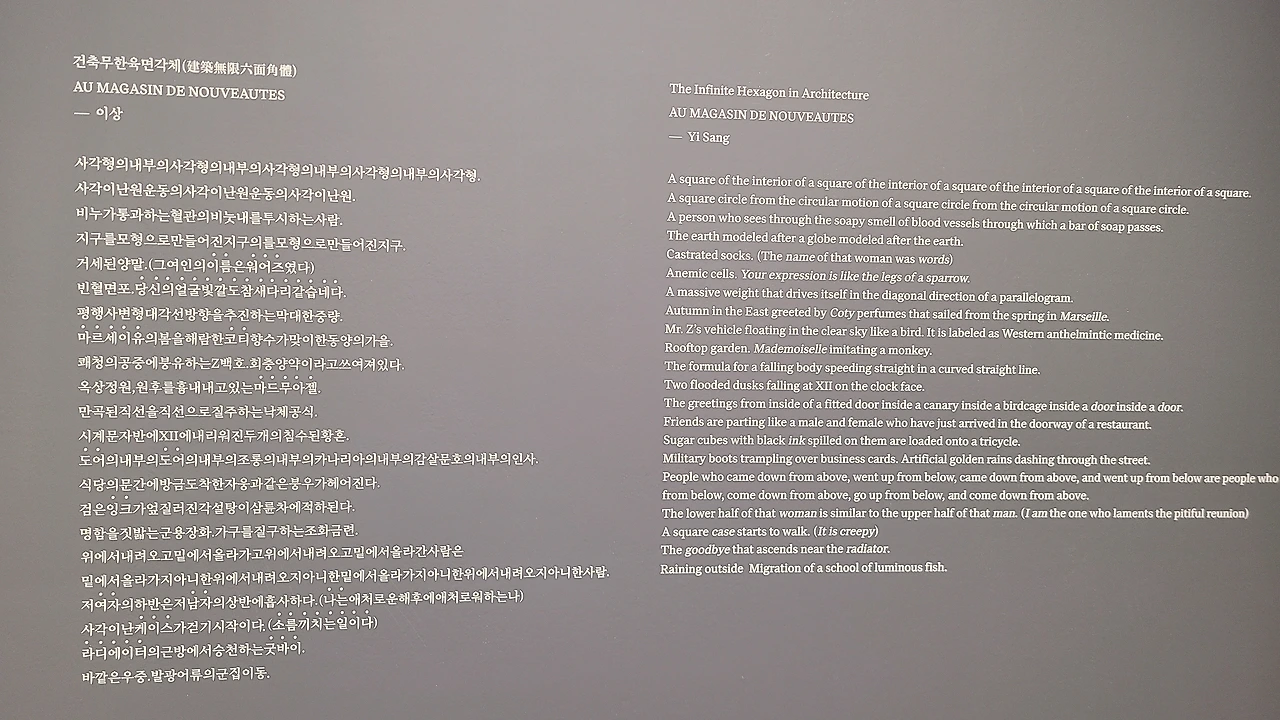 건축무한육면각체(建築無限六面角體)
AU MAGASIN DE NOUVEAUTES
— 이상
사각형의내부의사각형의내부의사각형의내부의사각형의내부의사각형.
사각이난원운동의사각이난원운동의사각이난원.
비누가통과하는혈관의비눗내를투시하는사람.
지구를모형으로만들어진지구의를모형으로만들어진지구.
거세된양말.(그여인의이름은워어즈였다)
빈혈면포.당신의얼굴빛깔도참새다리같습네다.
평행사변형대각선방향을추진하는막대한중량.
마르세이유의봄을해람한코티향수가맞이한동양의가을.
쾌청의공중에붕유하는Z백호.회충양약이라고쓰여져있다.
옥상정원,원후를흉내내고있는마드무아젤.
만곡된직선을직선으로질주하는낙체공식.
시계문자반에XII에내리워진두개의침수된황혼.
도어의내부의도어의내부의조롱의내부의카나리아의내부의감살문호의내부의인사.
식당의문간에방금도착한자웅과같은붕우가헤어진다.
검은잉크가엎질러진각설탕이삼륜차에적하된다.
명함을짓밟는군용장화.가구를질구하는조화금련.
위에서내려오고밑에서올라가고위에서내려오고밑에서올라간사람은
밑에서올라가지아니한위에서내려오지아니한밑에서올라가지아니한위에서내려오지아니한사람.
저여자의하반은저남자의상반에흡사하다.(나는애처로운해후에애처로워하는나)
사각이난케이스가걷기시작이다.(소름끼치는일이다)
라디에이터의근방에서승천하는굿바이.
바깥은우중.발광어류의군집이동.
The Infinite Hexagon in Architecture
AU MAGASIN DE NOUVEAUTES
— Yi Sang
A square of the interior of a square of the interior of a square of the interior of a square of the interior of a square.
A square circle from the circular motion of a square circle from the circular motion of a square circle.
A person who sees through the soapy smell of blood vessels through which a bar of soap passes.
The earth modeled after a globe modeled after the earth.
Castrated socks. (The name of that woman was words)
Anemic cells. Your expression is like the legs of a sparrow.
A massive weight that drives itself in the diagonal direction of a parallelogram.
Autumn in the East greeted by Coty perfumes that sailed from the spring in Marseille.
Mr. Z's vehicle floating in the clear sky like a bird. It is labeled as Western anthelmintic medicine.
Rooftop garden. Mademoiselle imitating a monkey.
The formula for a falling body speeding straight in a curved straight line.
Two flooded dusks falling at XII on the clock face.
The greetings from inside of a fitted door inside a canary inside a birdcage inside a door inside a door.
Friends are parting like a male and female who have just arrived in the doorway of a restaurant.
Sugar cubes with black ink spilled on them are loaded onto a tricycle.
Military boots trampling over business cards. Artificial golden rains dashing through the street.
People who came down from above, went up from below, came down from above, and went up from below are people who
from below, come down from above, go up from below, and come down from above.
The lower half of that woman is similar to the upper half of that man. (I am the one who laments the pitiful reunion)
A square case starts to walk. (It is creepy)
The goodbye that ascends near the radiator.
Raining outside Migration of a school of luminous fish.